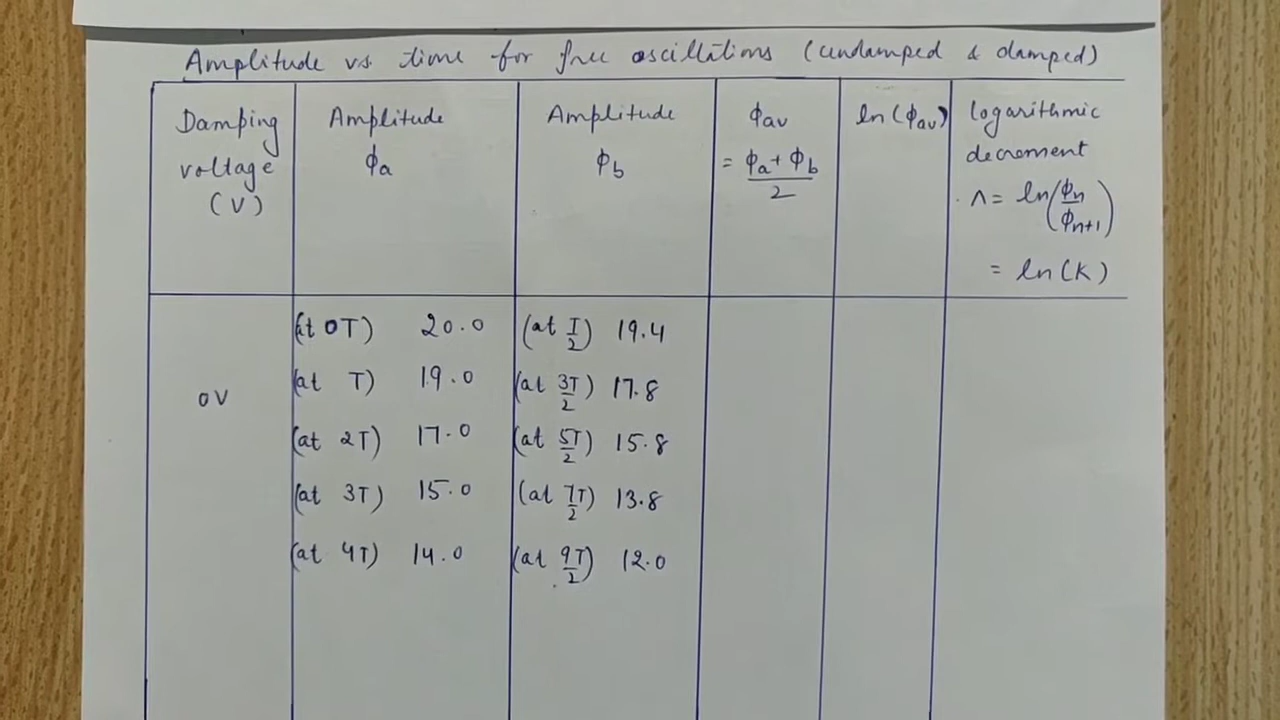 Amplitude vs time for free oscillations (undamped & damped)
Damping voltage (V) | Amplitude ϕa | Amplitude ϕb | ϕav = (ϕa + ϕb)/2 | ln(ϕav) | logarithmic decrement Λ = ln(ϕn/ϕn+1) = ln(K)
0V
(at 0T) 20.0 | (at T/2) 19.4
(at T) 19.0 | (at 3T/2) 17.8
(at 2T) 17.0 | (at 5T/2) 15.8
(at 3T) 15.0 | (at 7T/2) 13.8
(at 4T) 14.0 | (at 9T/2) 12.0